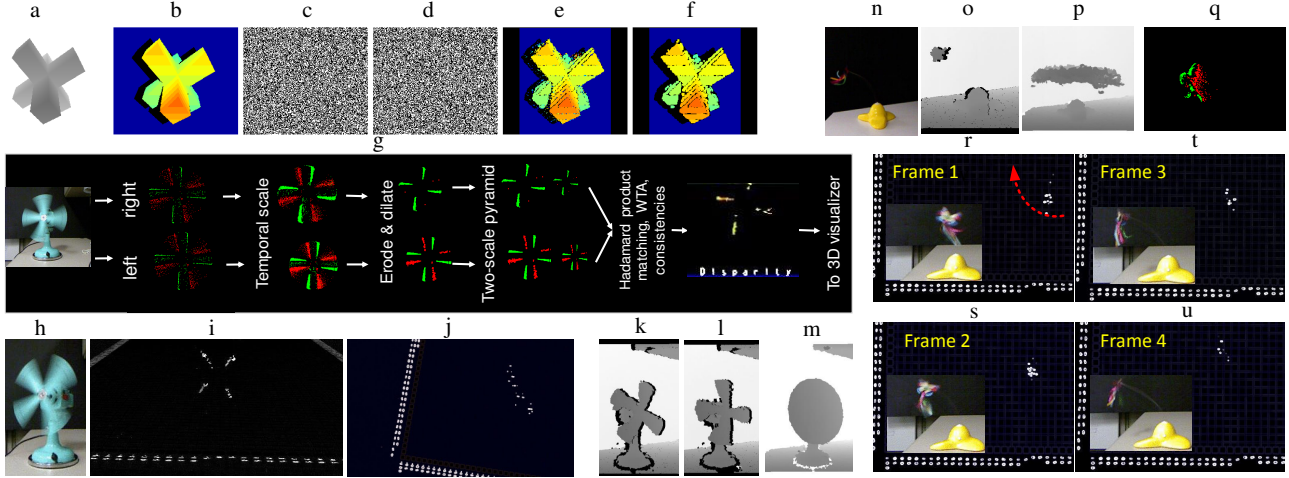 a b c d e f n o p q
g
right
left
Temporal scale
Erode & dilate
Two-scale pyramid
Hadamard product
matching, WTA,
consistencies
Disparity
To 3D visualizer
h i j k l m
r t
Frame 1 Frame 3
s u
Frame 2 Frame 4